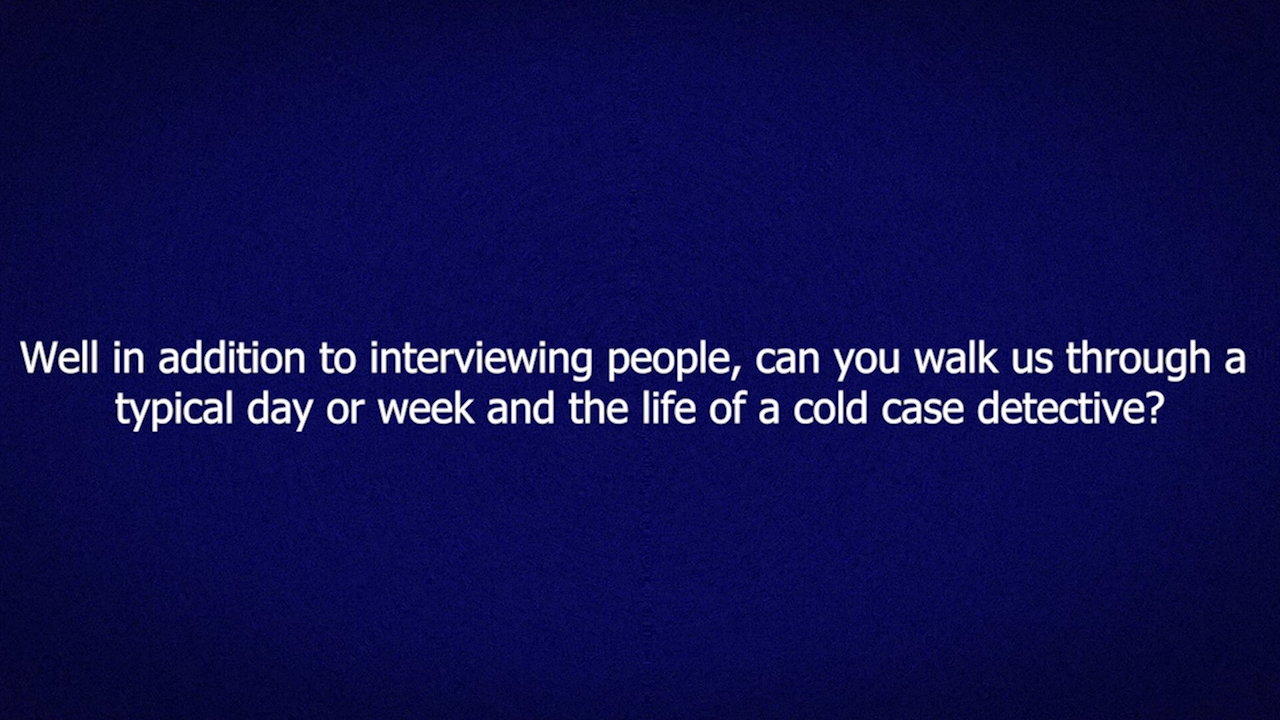 Well in addition to interviewing people, can you walk us through a
typical day or week and the life of a cold case detective?